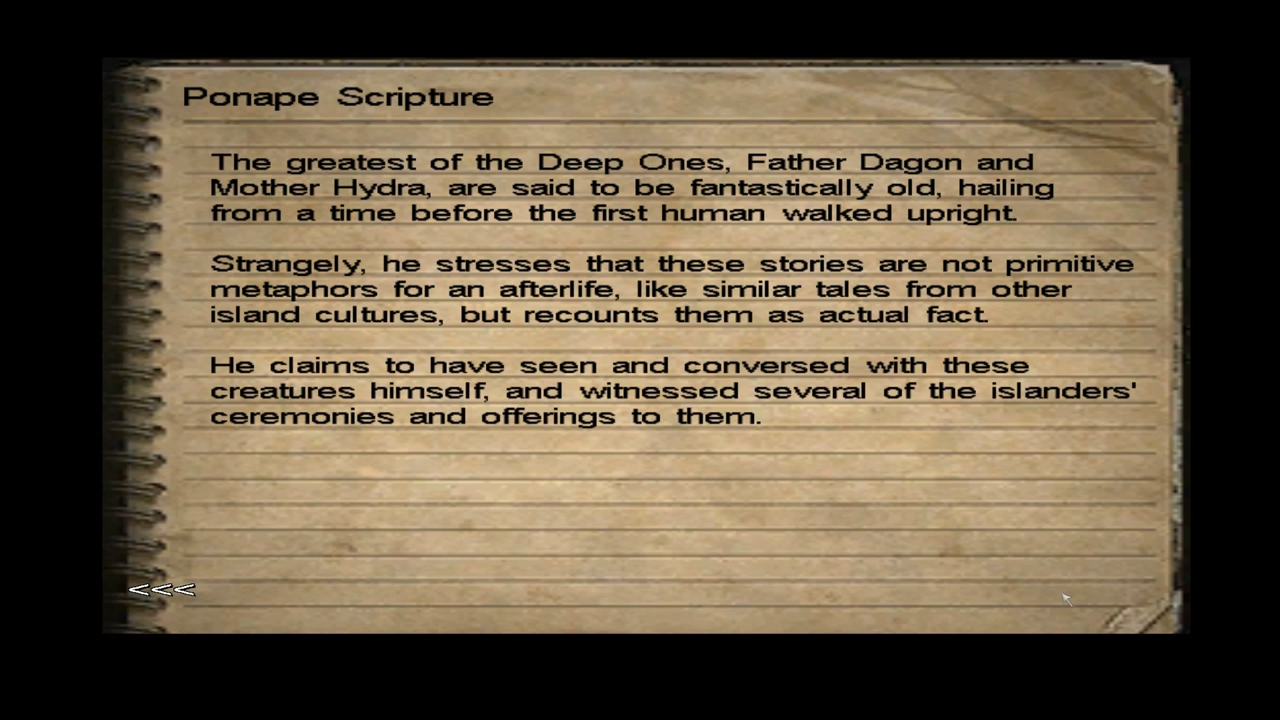 Ponape Scripture
The greatest of the Deep Ones, Father Dagon and
Mother Hydra, are said to be fantastically old, hailing
from a time before the first human walked upright.
Strangely, he stresses that these stories are not primitive
metaphors for an afterlife, like similar tales from other
island cultures, but recounts them as actual fact.
He claims to have seen and conversed with these
creatures himself, and witnessed several of the islanders'
ceremonies and offerings to them.
<<<